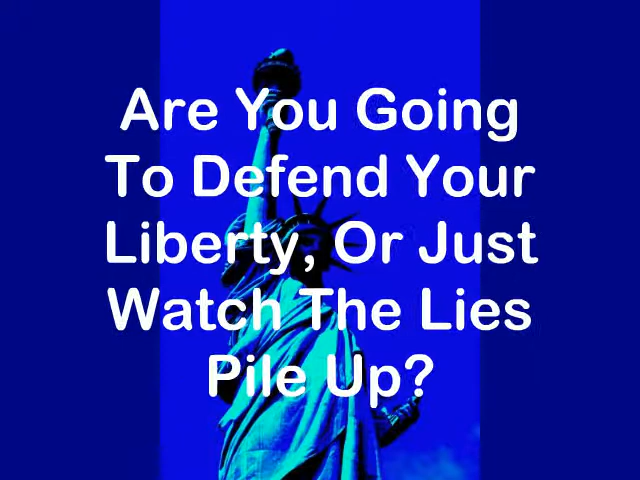 Are You Going
To Defend Your
Liberty, Or Just
Watch The Lies
Pile Up?